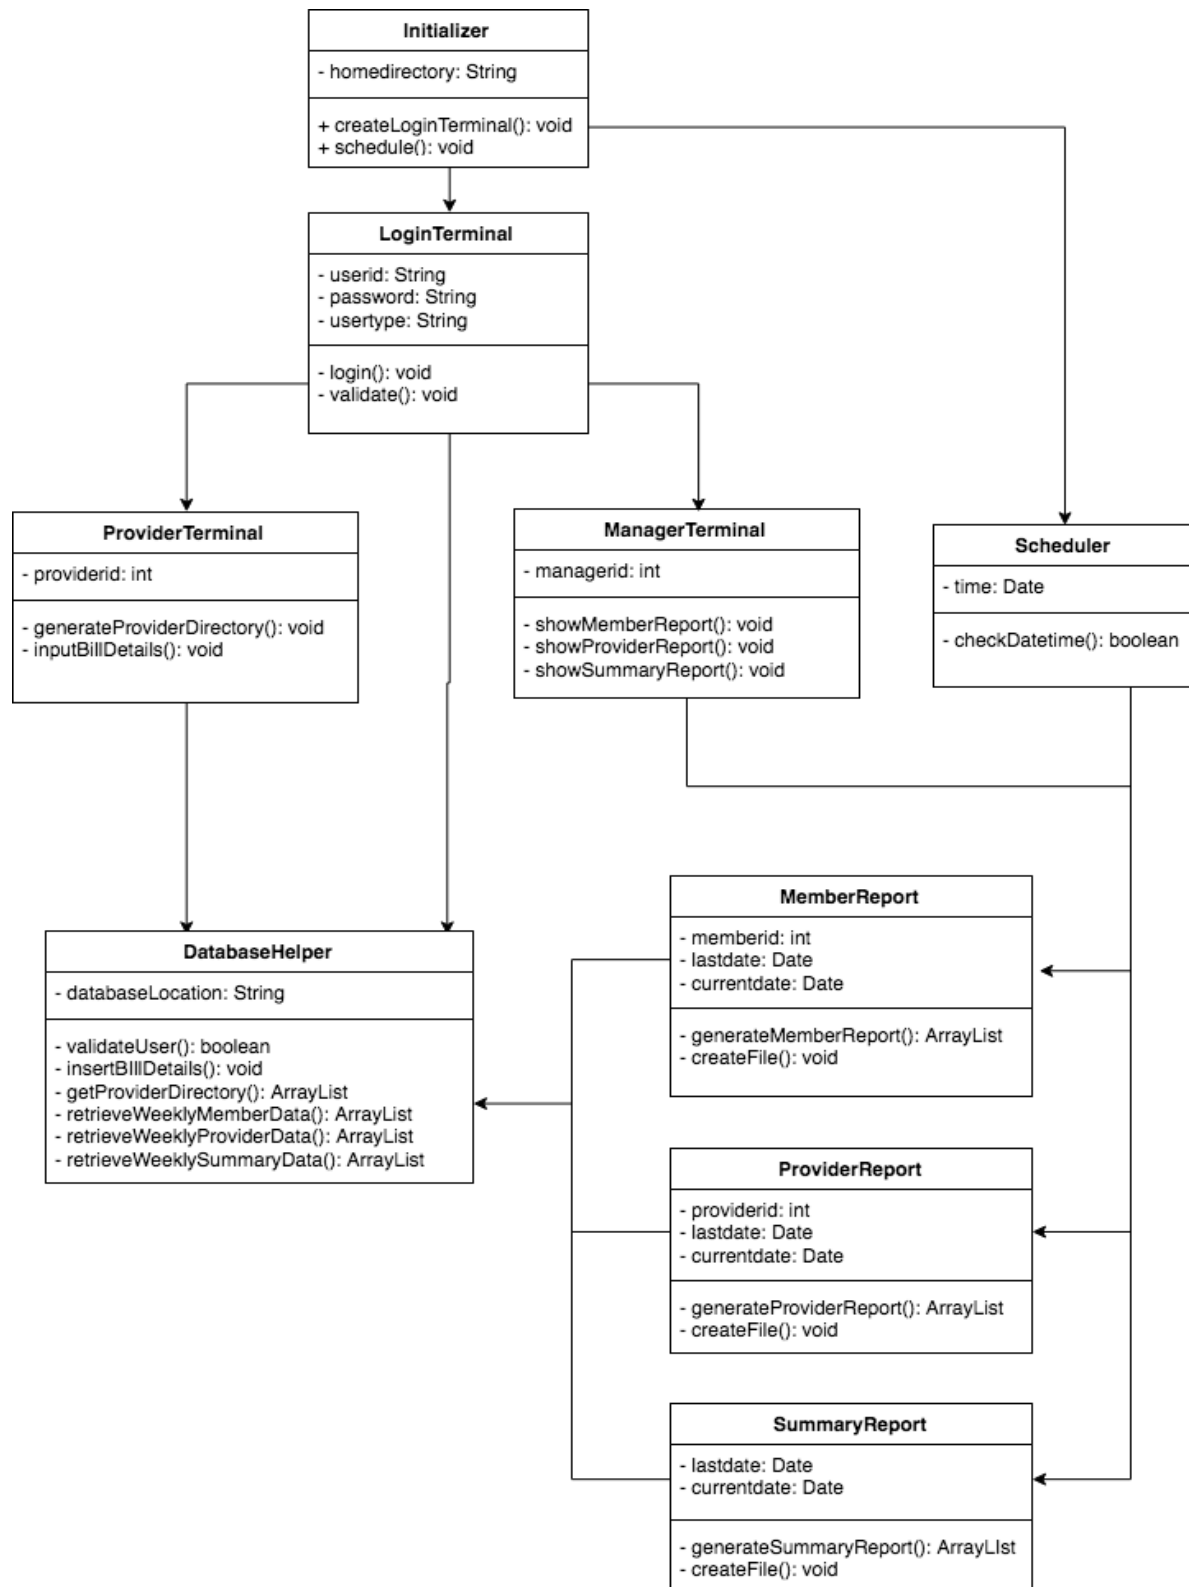 Initializer
- homedirectory: String
+ createLoginTerminal(): void
+ schedule(): void
LoginTerminal
- userid: String
- password: String
- usertype: String
- login(): void
- validate(): void
ProviderTerminal
- providerid: int
- generateProviderDirectory(): void
- inputBillDetails(): void
ManagerTerminal
- managerid: int
- showMemberReport(): void
- showProviderReport(): void
- showSummaryReport(): void
Scheduler
- time: Date
- checkDatetime(): boolean
DatabaseHelper
- databaseLocation: String
- validateUser(): boolean
- insertBIllDetails(): void
- getProviderDirectory(): ArrayList
- retrieveWeeklyMemberData(): ArrayList
- retrieveWeeklyProviderData(): ArrayList
- retrieveWeeklySummaryData(): ArrayList
MemberReport
- memberid: int
- lastdate: Date
- currentdate: Date
- generateMemberReport(): ArrayList
- createFile(): void
ProviderReport
- providerid: int
- lastdate: Date
- currentdate: Date
- generateProviderReport(): ArrayList
- createFile(): void
SummaryReport
- lastdate: Date
- currentdate: Date
- generateSummaryReport(): ArrayLIst
- createFile(): void